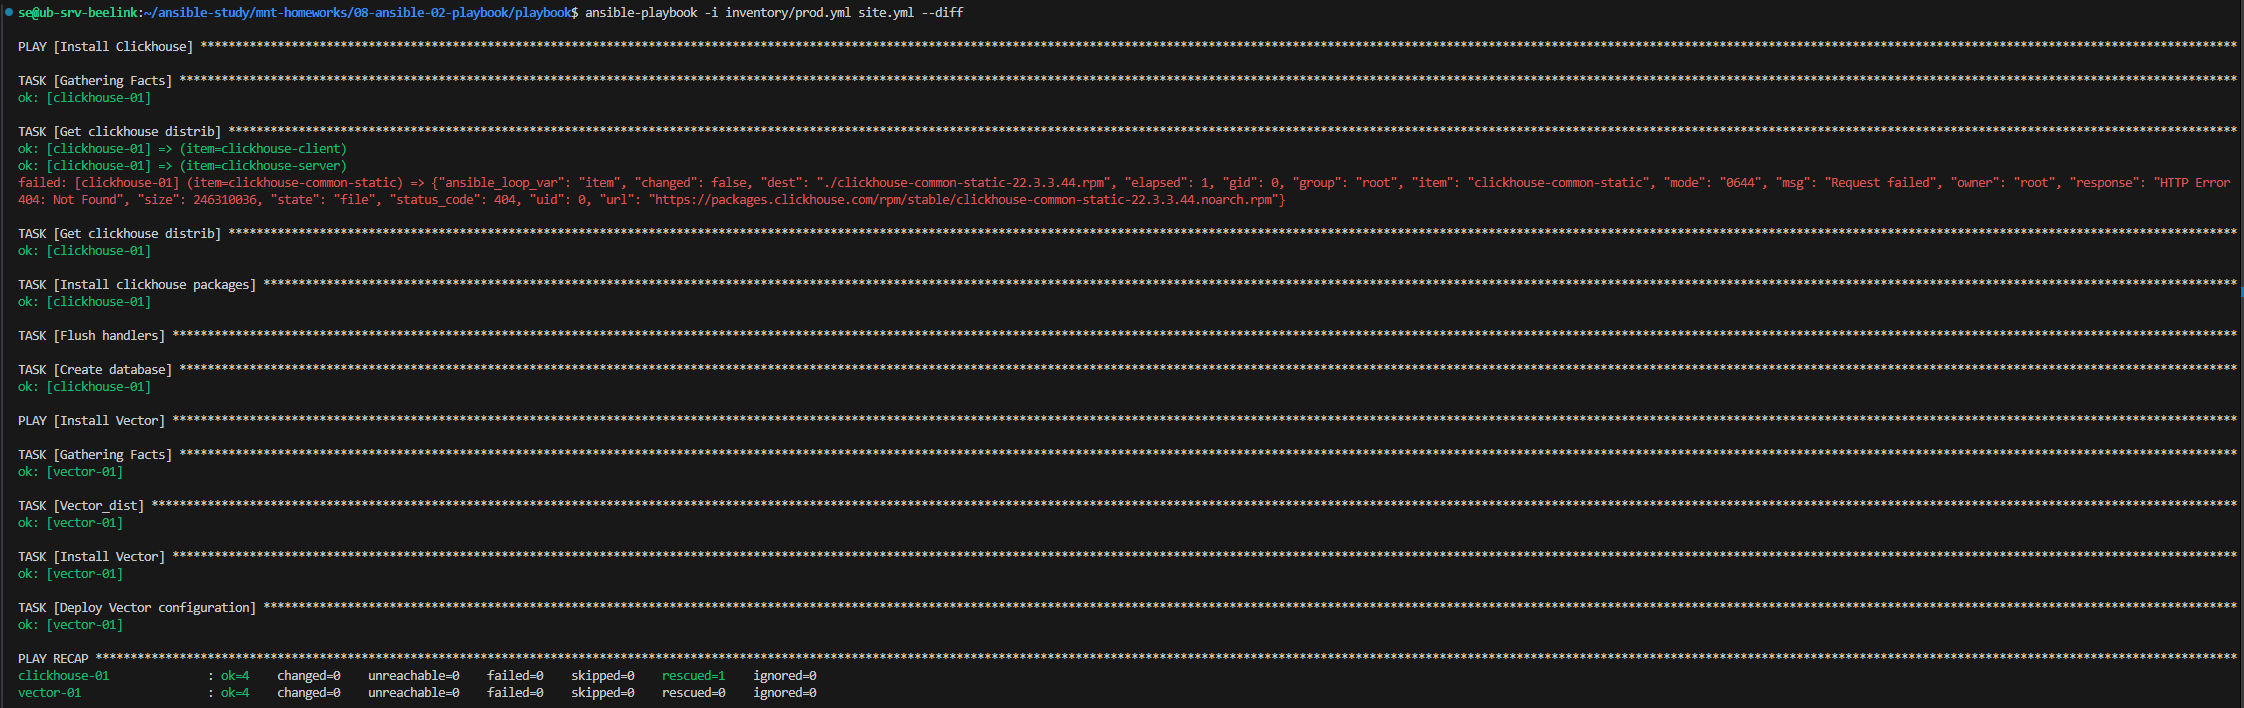 se@ub-srv-beelink:~/ansible-study/mnt-homeworks/08-ansible-02-playbook/playbook$ ansible-playbook -i inventory/prod.yml site.yml --diff
PLAY [Install Clickhouse] ****************************************
TASK [Gathering Facts] ****************************************
ok: [clickhouse-01]
TASK [Get clickhouse distrib] ****************************************
ok: [clickhouse-01] => (item=clickhouse-client)
ok: [clickhouse-01] => (item=clickhouse-server)
failed: [clickhouse-01] (item=clickhouse-common-static) => {"ansible_loop_var": "item", "changed": false, "dest": "./clickhouse-common-static-22.3.3.44.rpm", "elapsed": 1, "gid": 0, "group": "root", "item": "clickhouse-common-static", "mode": "0644", "msg": "Request failed", "owner": "root", "response": "HTTP Error
404: Not Found", "size": 246310036, "state": "file", "status_code": 404, "uid": 0, "url": "https://packages.clickhouse.com/rpm/stable/clickhouse-common-static-22.3.3.44.noarch.rpm"}
TASK [Get clickhouse distrib] ****************************************
ok: [clickhouse-01]
TASK [Install clickhouse packages] ****************************************
ok: [clickhouse-01]
TASK [Flush handlers] ****************************************
TASK [Create database] ****************************************
ok: [clickhouse-01]
PLAY [Install Vector] ****************************************
TASK [Gathering Facts] ****************************************
ok: [vector-01]
TASK [Vector_dist] ****************************************
ok: [vector-01]
TASK [Install Vector] ****************************************
ok: [vector-01]
TASK [Deploy Vector configuration] ****************************************
ok: [vector-01]
PLAY RECAP ****************************************
clickhouse-01 : ok=4 changed=0 unreachable=0 failed=0 skipped=0 rescued=1 ignored=0
vector-01 : ok=4 changed=0 unreachable=0 failed=0 skipped=0 rescued=0 ignored=0